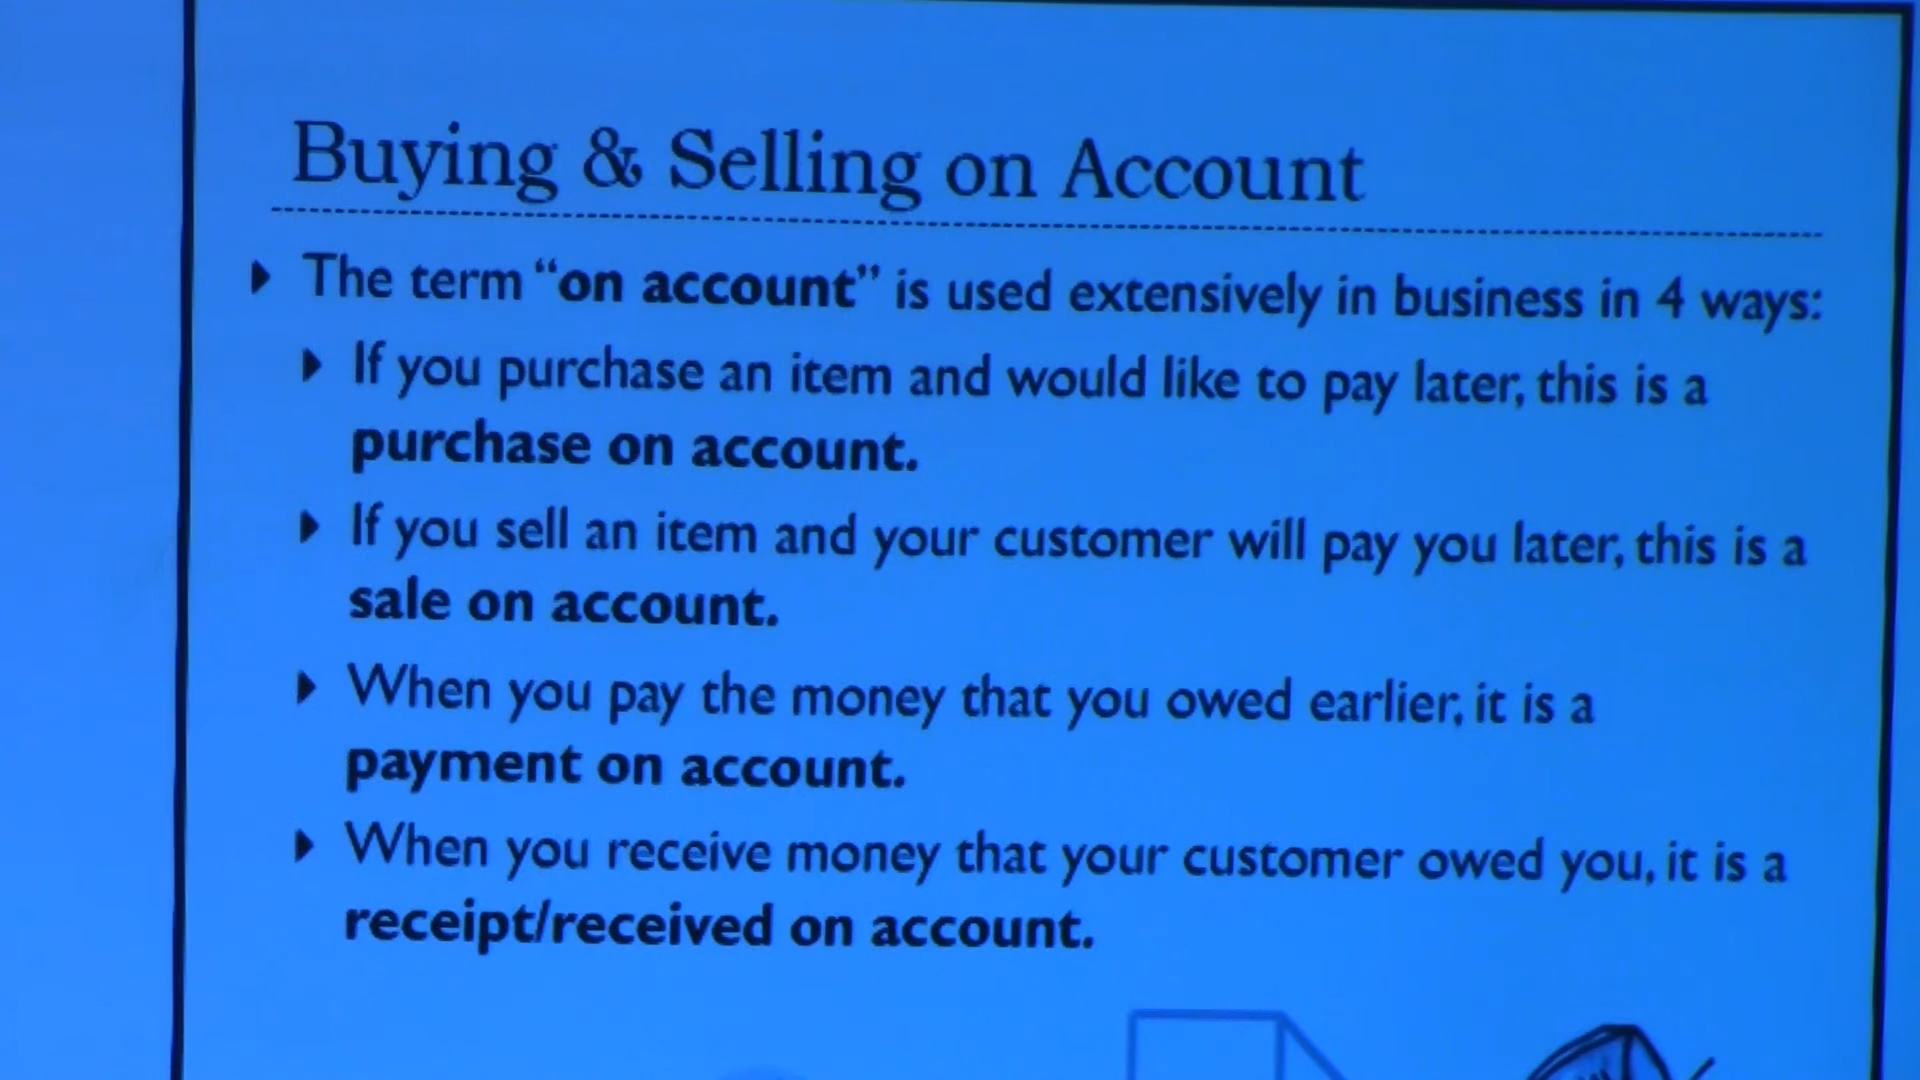 Buying & Selling on Account
The term “on account” is used extensively in business in 4 ways:
If you purchase an item and would like to pay later, this is a
purchase on account.
If you sell an item and your customer will pay you later, this is a
sale on account.
When you pay the money that you owed earlier, it is a
payment on account.
When you receive money that your customer owed you, it is a
receipt/received on account.